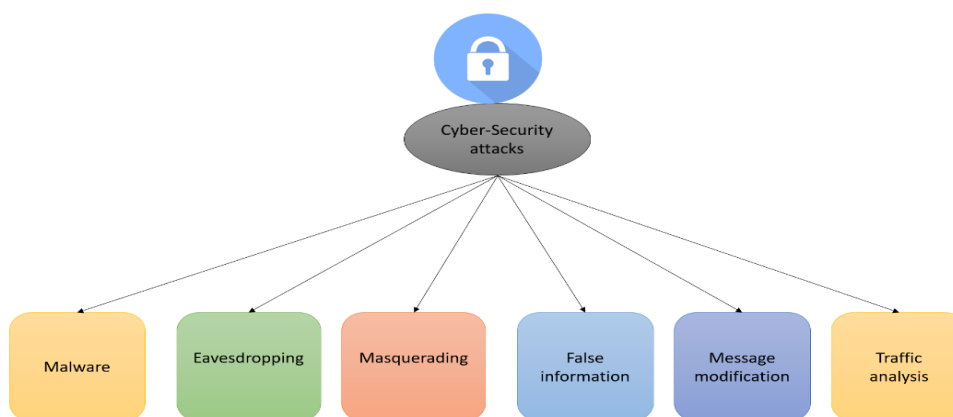 Cyber-Security
attacks
Malware
Eavesdropping
Masquerading
False
information
Message
modification
Traffic
analysis